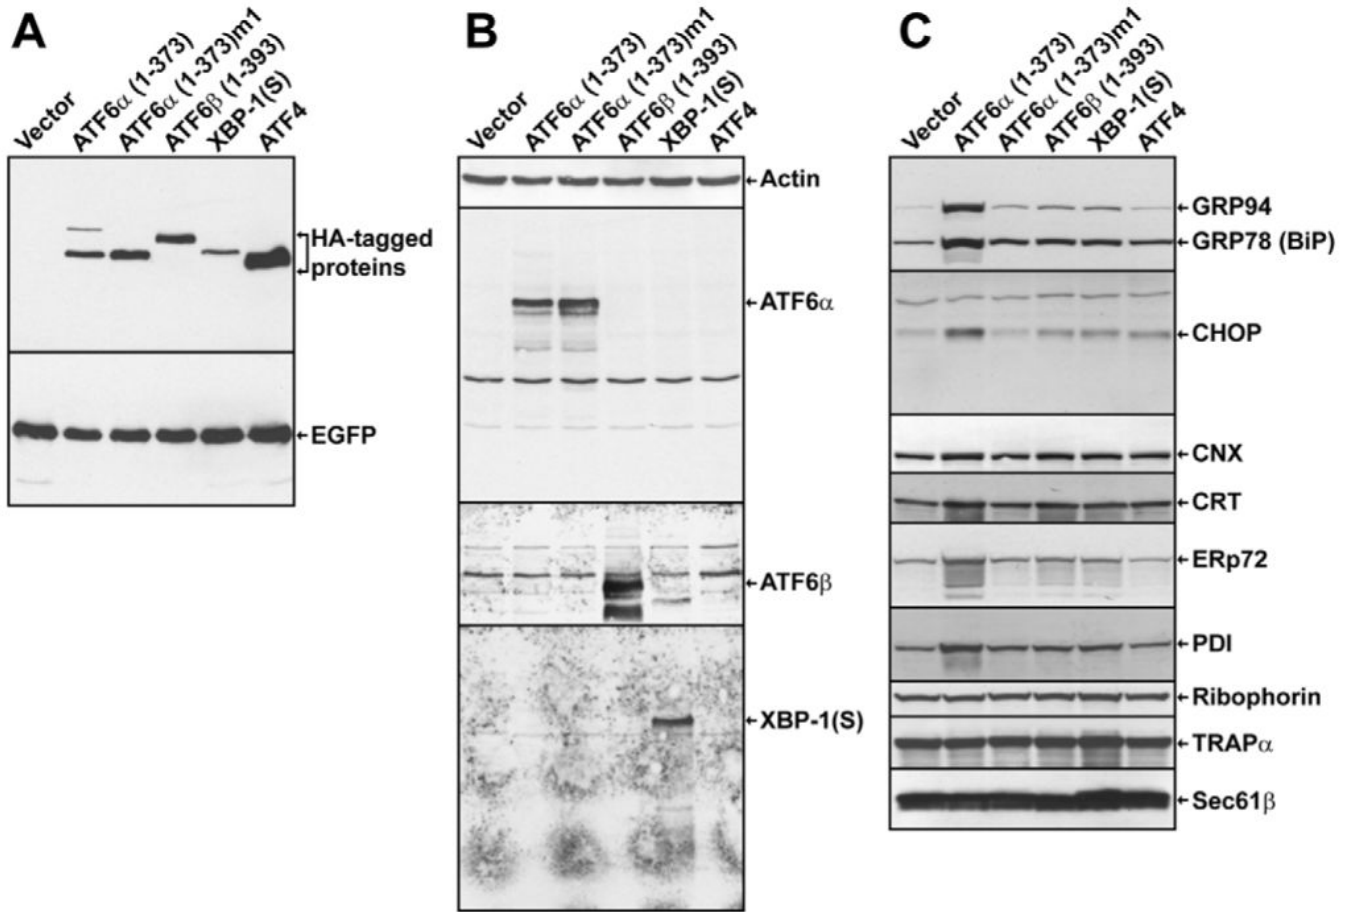 A
Vector
ATF6α (1-373)
ATF6α (1-373)m1
ATF6β (1-393)
XBP-1(S)
ATF4
HA-tagged
proteins
EGFP
B
Vector
ATF6α (1-373)
ATF6α (1-373)m1
ATF6β (1-393)
XBP-1(S)
ATF4
Actin
ATF6α
ATF6β
XBP-1(S)
C
Vector
ATF6α (1-373)
ATF6α (1-373)m1
ATF6β (1-393)
XBP-1(S)
ATF4
GRP94
GRP78 (BiP)
CHOP
CNX
CRT
ERp72
PDI
Ribophorin
TRAPα
Sec61β